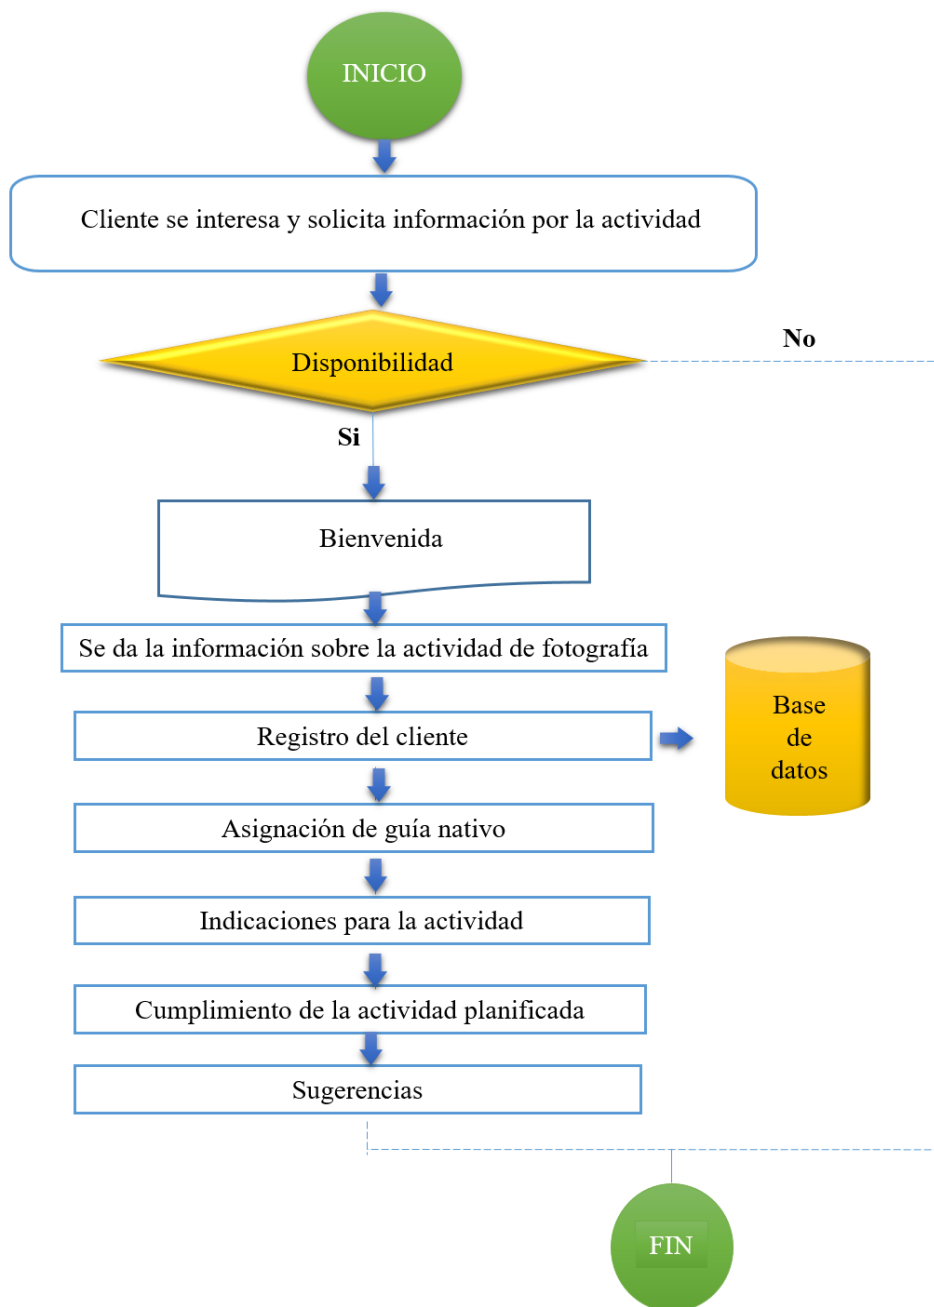 INICIO
Cliente se interesa y solicita información por la actividad
Disponibilidad
No
Si
Bienvenida
Se da la información sobre la actividad de fotografía
Registro del cliente
Base
de
datos
Asignación de guía nativo
Indicaciones para la actividad
Cumplimiento de la actividad planificada
Sugerencias
FIN